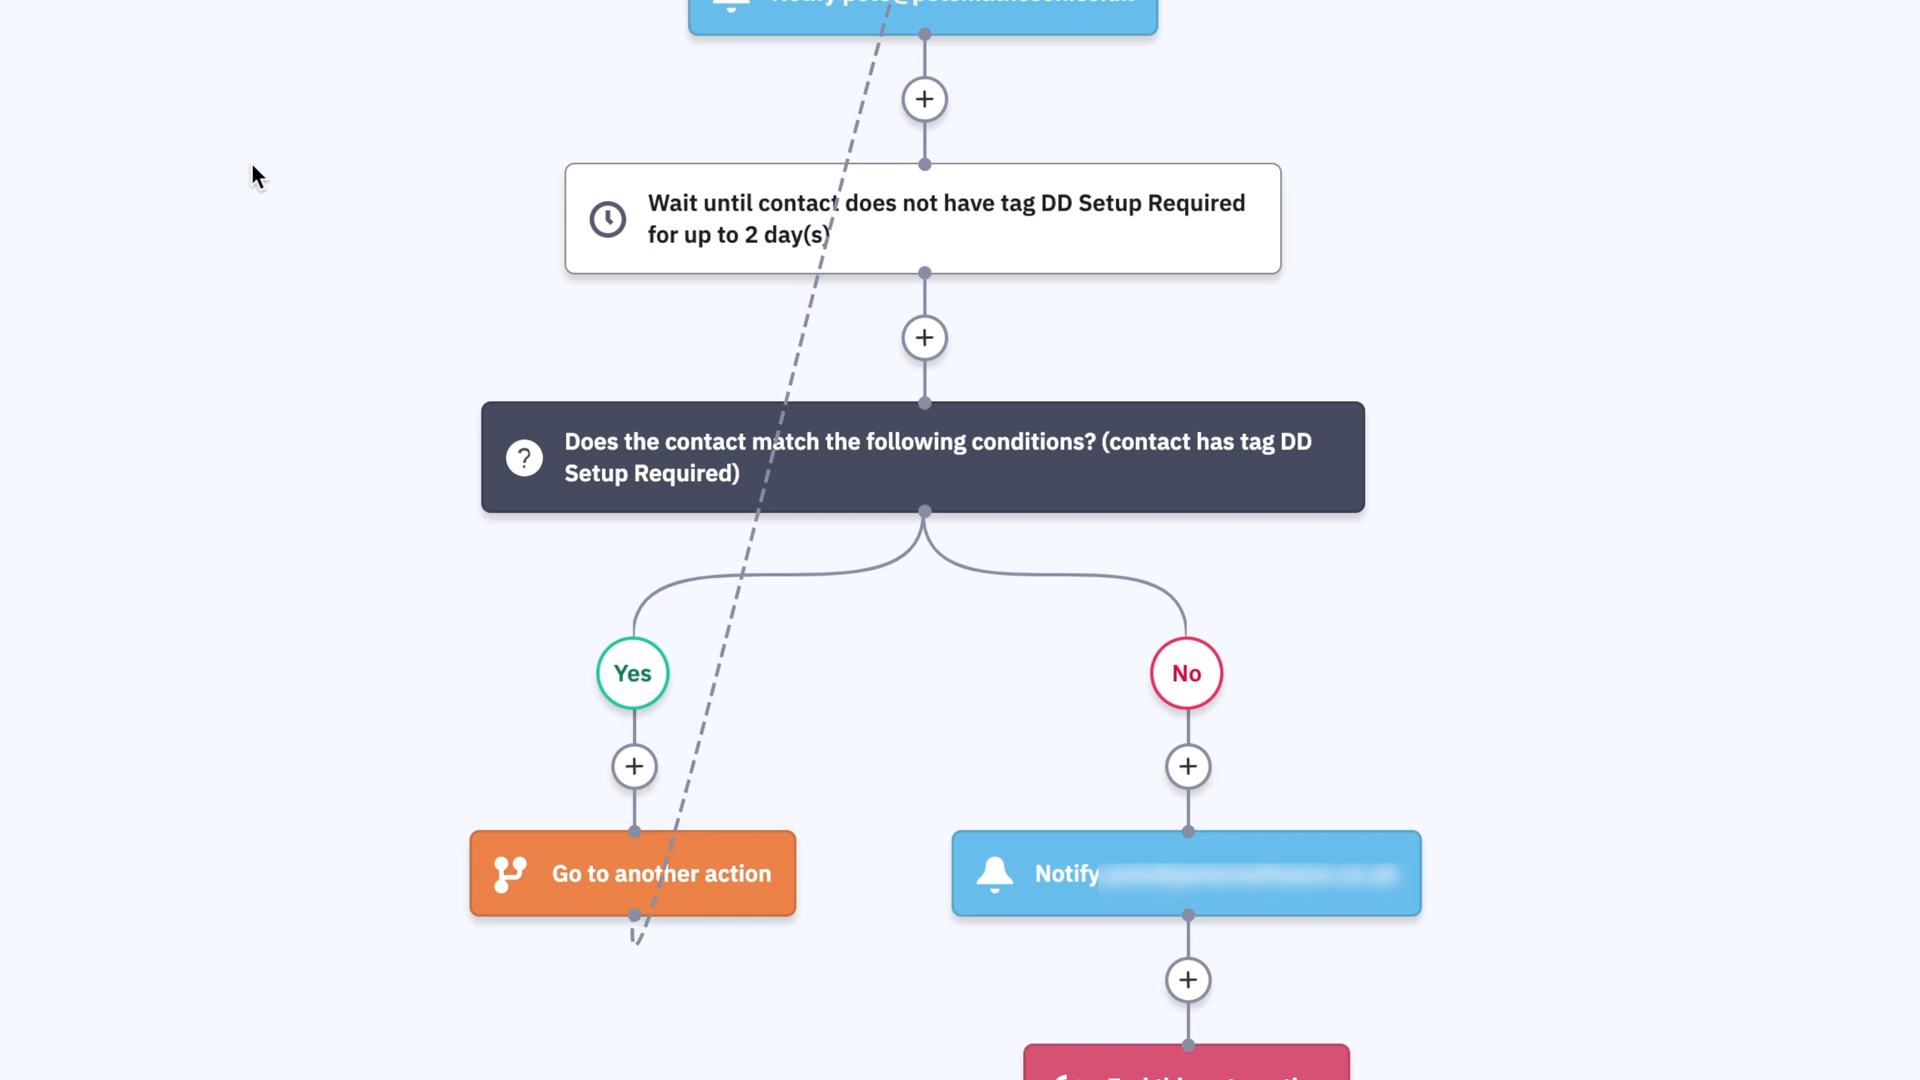 Notify
Wait until contact does not have tag DD Setup Required
for up to 2 day(s)
?
Does the contact match the following conditions? (contact has tag DD
Setup Required)
Yes
No
Go to another action
Notify